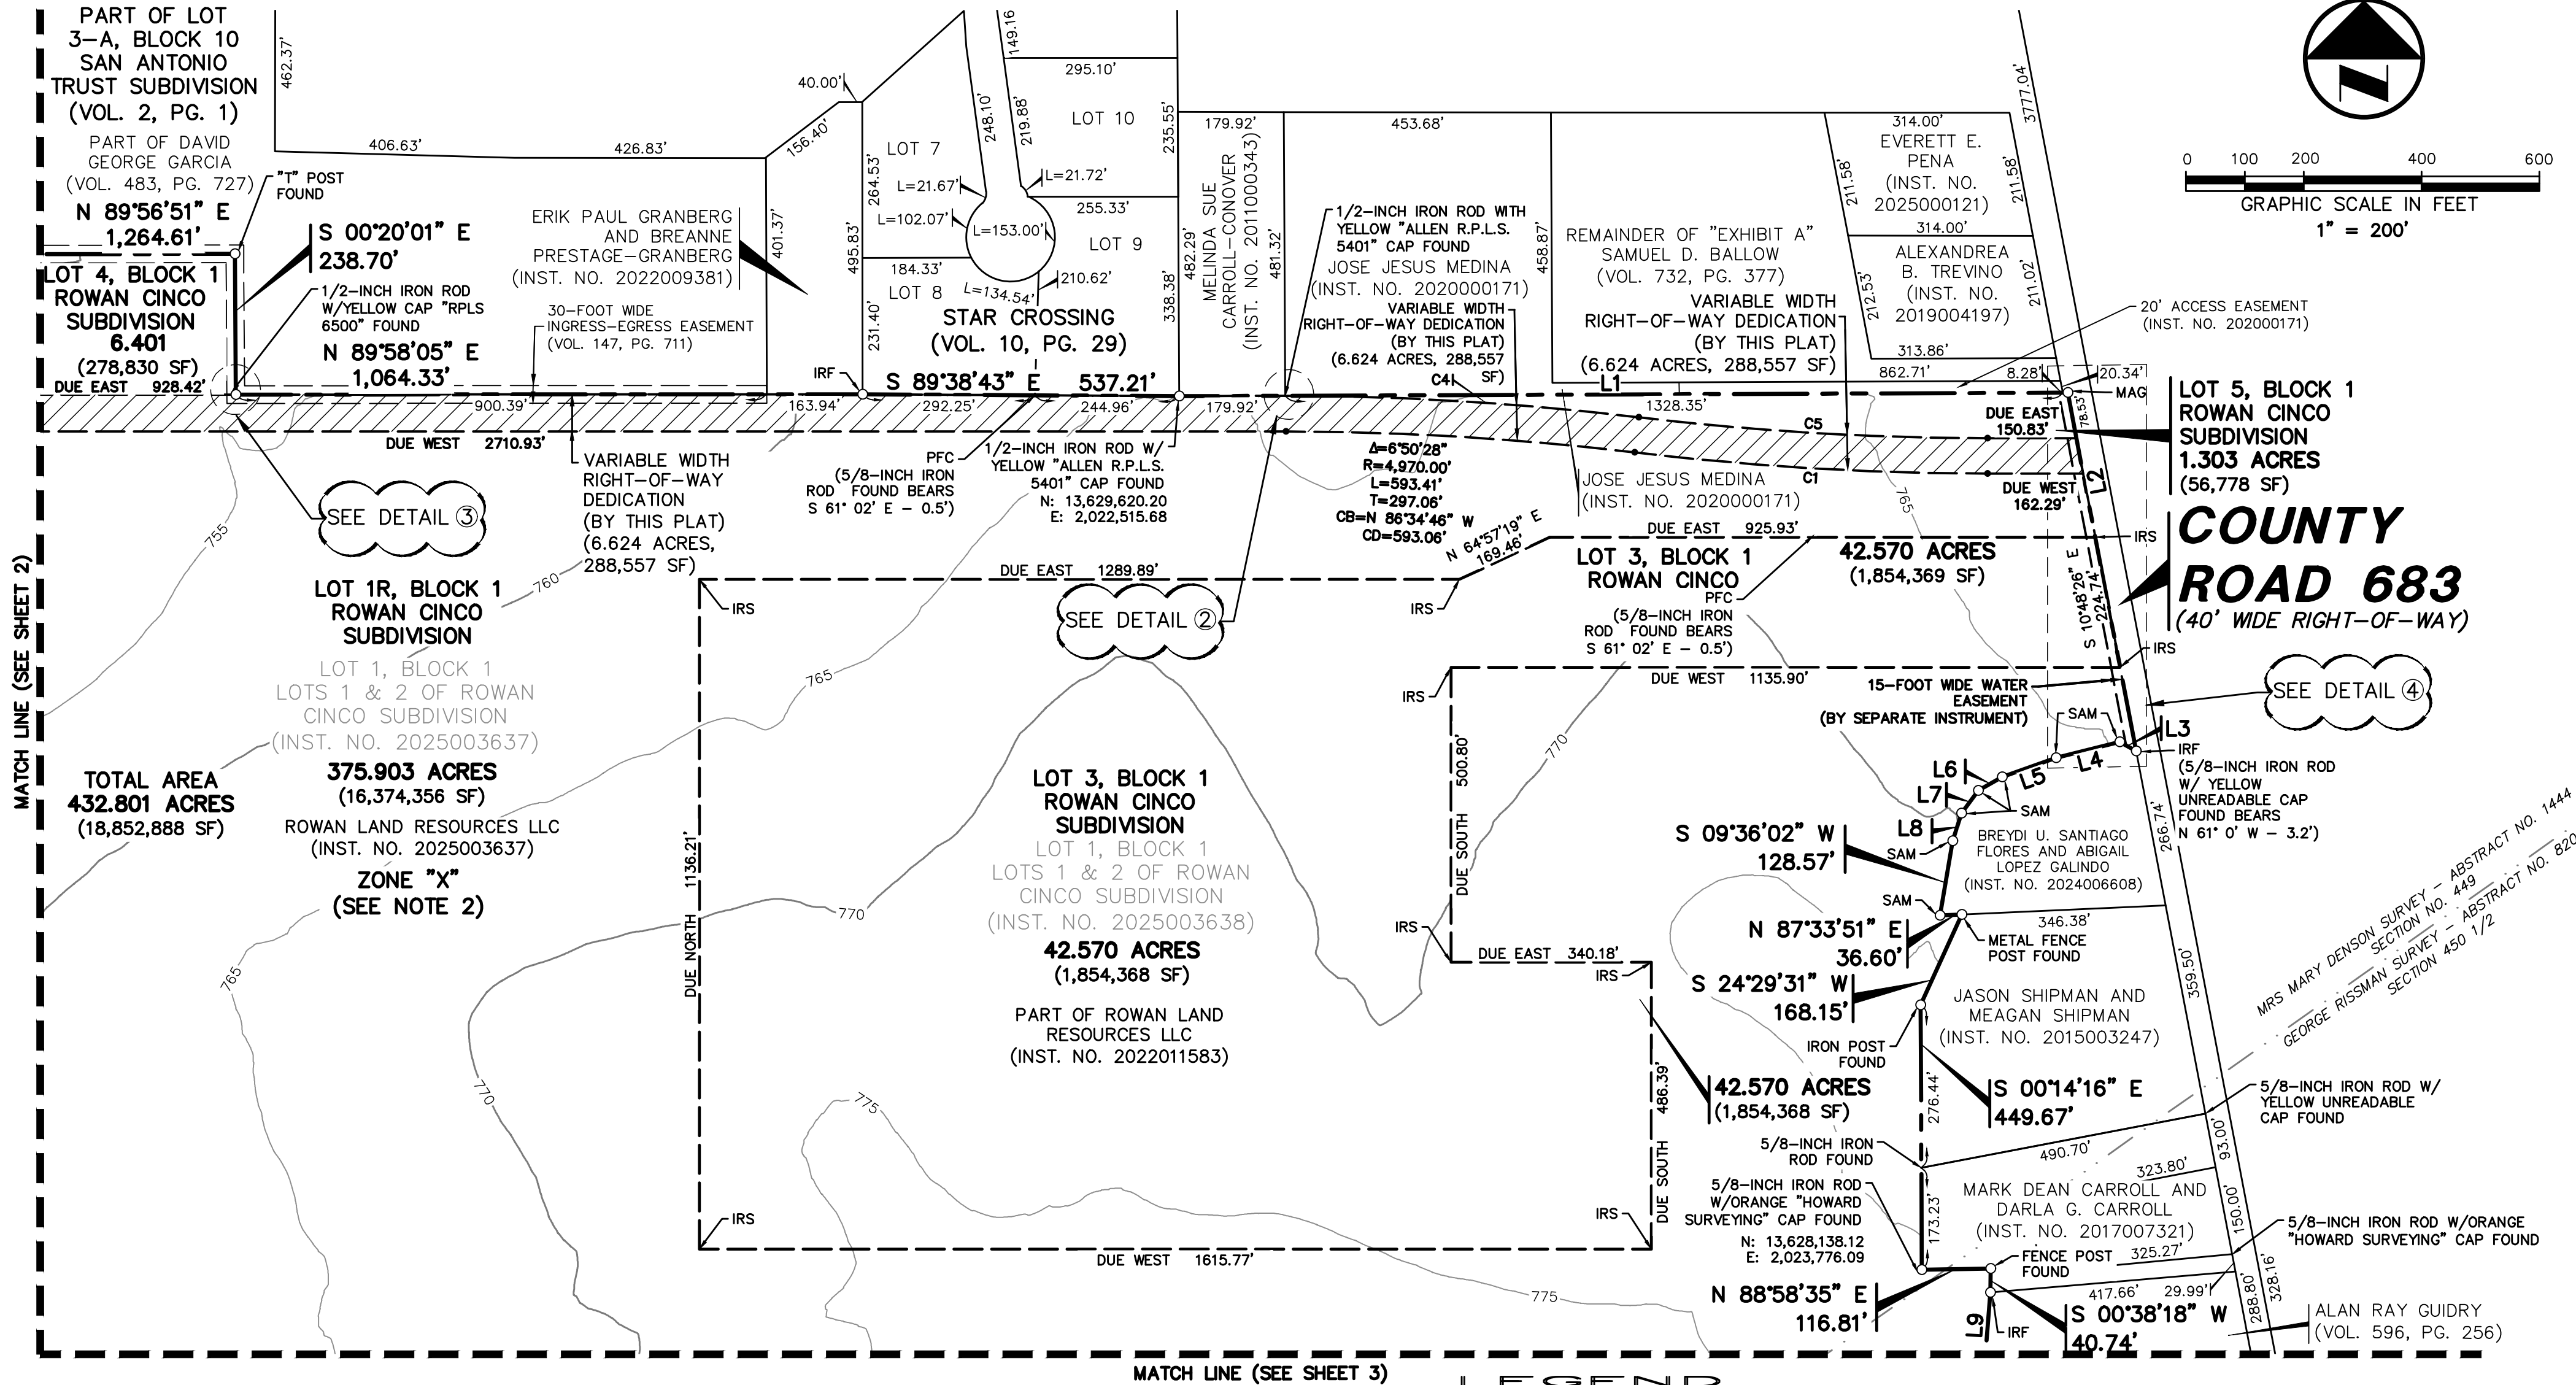 PART OF LOT
3-A, BLOCK 10
SAN ANTONIO
TRUST SUBDIVISION
(VOL. 2, PG. 1)
PART OF DAVID
GEORGE GARCIA
(VOL. 483, PG. 727)
N 89°56'51" E
1,264.61'
"T" POST
FOUND
462.37'
406.63'
426.83'
156.40'
40.00'
S 00°20'01" E
238.70'
LOT 4, BLOCK 1
ROWAN CINCO
SUBDIVISION
6.401
(278,830 SF)
DUE EAST 928.42'
1/2-INCH IRON ROD
W/YELLOW CAP "RPLS
6500" FOUND
N 89°58'05" E
1,064.33'
ERIK PAUL GRANBERG
AND BREANNE
PRESTAGE-GRANBERG
(INST. NO. 2022009381)
30-FOOT WIDE
INGRESS-EGRESS EASEMENT
(VOL. 147, PG. 711)
401.37'
495.83'
264.53'
231.40'
LOT 7
L=21.67'
L=102.07'
L=153.00'
L=21.72'
L=134.54'
184.33'
LOT 8
248.10'
219.88'
149.16
295.10'
LOT 10
235.55'
255.33'
LOT 9
210.62'
338.38'
482.29'
STAR CROSSING
(VOL. 10, PG. 29)
IRF
S 89°38'43" E 537.21'
900.39'
163.94'
292.25'
244.96'
179.92'
1328.35'
DUE WEST 2710.93'
179.92'
MELINDA SUE
CARROLL-CONOVER
(INST. NO. 2011000343)
481.32'
453.68'
1/2-INCH IRON ROD WITH
YELLOW "ALLEN R.P.L.S.
5401" CAP FOUND
JOSE JESUS MEDINA
(INST. NO. 2020000171)
VARIABLE WIDTH
RIGHT-OF-WAY DEDICATION
(BY THIS PLAT)
(6.624 ACRES, 288,557
SF)
C4
458.87'
REMAINDER OF "EXHIBIT A"
SAMUEL D. BALLOW
(VOL. 732, PG. 377)
VARIABLE WIDTH
RIGHT-OF-WAY DEDICATION
(BY THIS PLAT)
(6.624 ACRES, 288,557 SF)
L1
862.71'
8.28'
20.34'
MAG
314.00'
EVERETT E.
PENA
(INST. NO.
2025000121)
211.58'
211.58'
314.00'
ALEXANDREA
B. TREVINO
(INST. NO.
2019004197)
212.53'
211.02'
313.86'
3777.04'
20' ACCESS EASEMENT
(INST. NO. 202000171)
0 100 200 400 600
GRAPHIC SCALE IN FEET
1" = 200'
N
LOT 5, BLOCK 1
ROWAN CINCO
SUBDIVISION
1.303 ACRES
(56,778 SF)
COUNTY
ROAD 683
(40' WIDE RIGHT-OF-WAY)
DUE EAST
150.83'
78.53'
C5
C1
DUE WEST
162.29'
L2
IRS
S 10°48'26" E
224.74'
IRS
SEE DETAIL 4
SEE DETAIL 3
VARIABLE WIDTH
RIGHT-OF-WAY
DEDICATION
(BY THIS PLAT)
(6.624 ACRES,
288,557 SF)
PFC
(5/8-INCH IRON
ROD FOUND BEARS
S 61° 02' E - 0.5')
1/2-INCH IRON ROD W/
YELLOW "ALLEN R.P.L.S.
5401" CAP FOUND
N: 13,629,620.20
E: 2,022,515.68
Δ=6°50'28"
R=4,970.00'
L=593.41'
T=297.06'
CB=N 86°34'46" W
CD=593.06'
JOSE JESUS MEDINA
(INST. NO. 2020000171)
N 64°57'19" E
169.46'
DUE EAST 925.93'
LOT 3, BLOCK 1
ROWAN CINCO
42.570 ACRES
(1,854,369 SF)
PFC
(5/8-INCH IRON
ROD FOUND BEARS
S 61° 02' E - 0.5')
DUE EAST 1289.89'
IRS
IRS
SEE DETAIL 2
DUE WEST 1135.90'
15-FOOT WIDE WATER
EASEMENT
(BY SEPARATE INSTRUMENT)
SAM
L3
IRF
(5/8-INCH IRON ROD
W/ YELLOW
UNREADABLE CAP
FOUND BEARS
N 61° 0' W - 3.2')
L4
L5
L6
L7
L8
SAM
SAM
SAM
755
760
765
765
765
770
770
770
775
775
MATCH LINE (SEE SHEET 2)
LOT 1R, BLOCK 1
ROWAN CINCO
SUBDIVISION
LOT 1, BLOCK 1
LOTS 1 & 2 OF ROWAN
CINCO SUBDIVISION
(INST. NO. 2025003637)
375.903 ACRES
(16,374,356 SF)
ROWAN LAND RESOURCES LLC
(INST. NO. 2025003637)
ZONE "X"
(SEE NOTE 2)
TOTAL AREA
432.801 ACRES
(18,852,888 SF)
DUE NORTH 1136.21'
LOT 3, BLOCK 1
ROWAN CINCO
SUBDIVISION
LOT 1, BLOCK 1
LOTS 1 & 2 OF ROWAN
CINCO SUBDIVISION
(INST. NO. 2025003638)
42.570 ACRES
(1,854,368 SF)
PART OF ROWAN LAND
RESOURCES LLC
(INST. NO. 2022011583)
IRS
DUE SOUTH 500.80'
IRS
DUE EAST 340.18'
IRS
DUE SOUTH 486.39'
IRS
IRS
DUE WEST 1615.77'
42.570 ACRES
(1,854,368 SF)
S 09°36'02" W
128.57'
N 87°33'51" E
36.60'
S 24°29'31" W
168.15'
BREYDI U. SANTIAGO
FLORES AND ABIGAIL
LOPEZ GALINDO
(INST. NO. 2024006608)
266.74'
346.38'
METAL FENCE
POST FOUND
JASON SHIPMAN AND
MEAGAN SHIPMAN
(INST. NO. 2015003247)
359.50'
IRON POST
FOUND
276.44'
S 00°14'16" E
449.67'
MRS MARY DENSON SURVEY - ABSTRACT NO. 1444
SECTION NO. 449
GEORGE RISSMAN SURVEY - ABSTRACT NO. 820
SECTION 450 1/2
5/8-INCH IRON ROD W/
YELLOW UNREADABLE
CAP FOUND
5/8-INCH IRON
ROD FOUND
490.70'
93.00'
323.80'
5/8-INCH IRON ROD
W/ORANGE "HOWARD
SURVEYING" CAP FOUND
N: 13,628,138.12
E: 2,023,776.09
173.23'
MARK DEAN CARROLL AND
DARLA G. CARROLL
(INST. NO. 2017007321)
150.00'
5/8-INCH IRON ROD W/ORANGE
"HOWARD SURVEYING" CAP FOUND
FENCE POST
FOUND
325.27'
N 88°58'35" E
116.81'
417.66'
29.99'
288.80'
328.16'
L9
IRF
S 00°38'18" W
40.74'
ALAN RAY GUIDRY
(VOL. 596, PG. 256)
MATCH LINE (SEE SHEET 3)
LEGEND